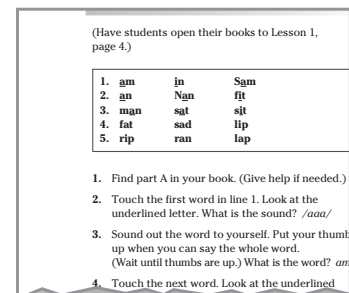 (Have students open their books to Lesson 1,
page 4.)
1. am in Sam
2. an Nan fit
3. man sat sit
4. fat sad lip
5. rip ran lap
1. Find part A in your book. (Give help if needed.)
2. Touch the first word in line 1. Look at the
underlined letter. What is the sound? /aaa/
3. Sound out the word to yourself. Put your thumb
up when you can say the whole word.
(Wait until thumbs are up.) What is the word? am
4. Touch the next word. Look at the underlined